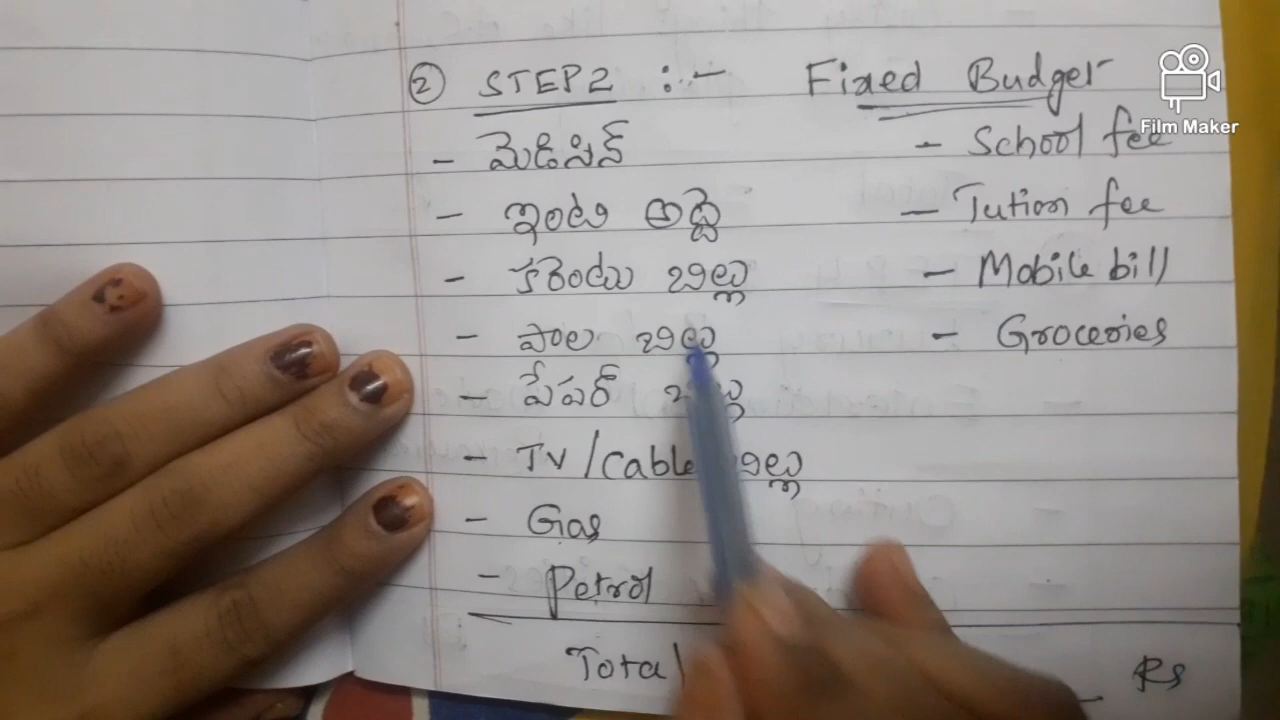 ② STEP2 :- Fixed Budget
- మెడిసిన్
- ఇంటి అద్దె
- కరెంటు బిల్లు
- పాల బిల్లు
- పేపర్ బిల్లు
- TV/Cable బిల్లు
- Gas
- Petrol
- School fee
- Tution fee
- Mobile bill
- Groceries
Total Rs
Film Maker